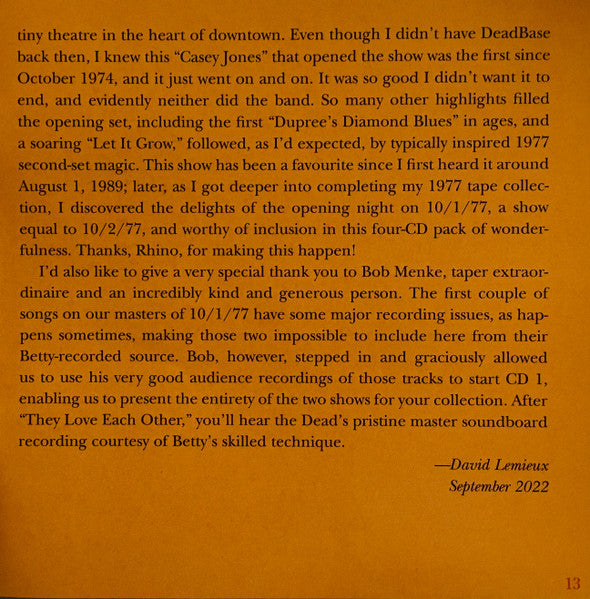 tiny theatre in the heart of downtown. Even though I didn't have DeadBase
back then, I knew this “Casey Jones” that opened the show was the first since
October 1974, and it just went on and on. It was so good I didn't want it to
end, and evidently neither did the band. So many other highlights filled
the opening set, including the first “Dupree's Diamond Blues” in ages, and
a soaring “Let It Grow,” followed, as I'd expected, by typically inspired 1977
second-set magic. This show has been a favourite since I first heard it around
August 1, 1989; later, as I got deeper into completing my 1977 tape collec-
tion, I discovered the delights of the opening night on 10/1/77, a show
equal to 10/2/77, and worthy of inclusion in this four-CD pack of wonder-
fulness. Thanks, Rhino, for making this happen!
I'd also like to give a very special thank you to Bob Menke, taper extraor-
dinaire and an incredibly kind and generous person. The first couple of
songs on our masters of 10/1/77 have some major recording issues, as hap-
pens sometimes, making those two impossible to include here from their
Betty-recorded source. Bob, however, stepped in and graciously allowed
us to use his very good audience recordings of those tracks to start CD 1,
enabling us to present the entirety of the two shows for your collection. After
“They Love Each Other,” you'll hear the Dead's pristine master soundboard
recording courtesy of Betty's skilled technique.
—David Lemieux
September 2022
13